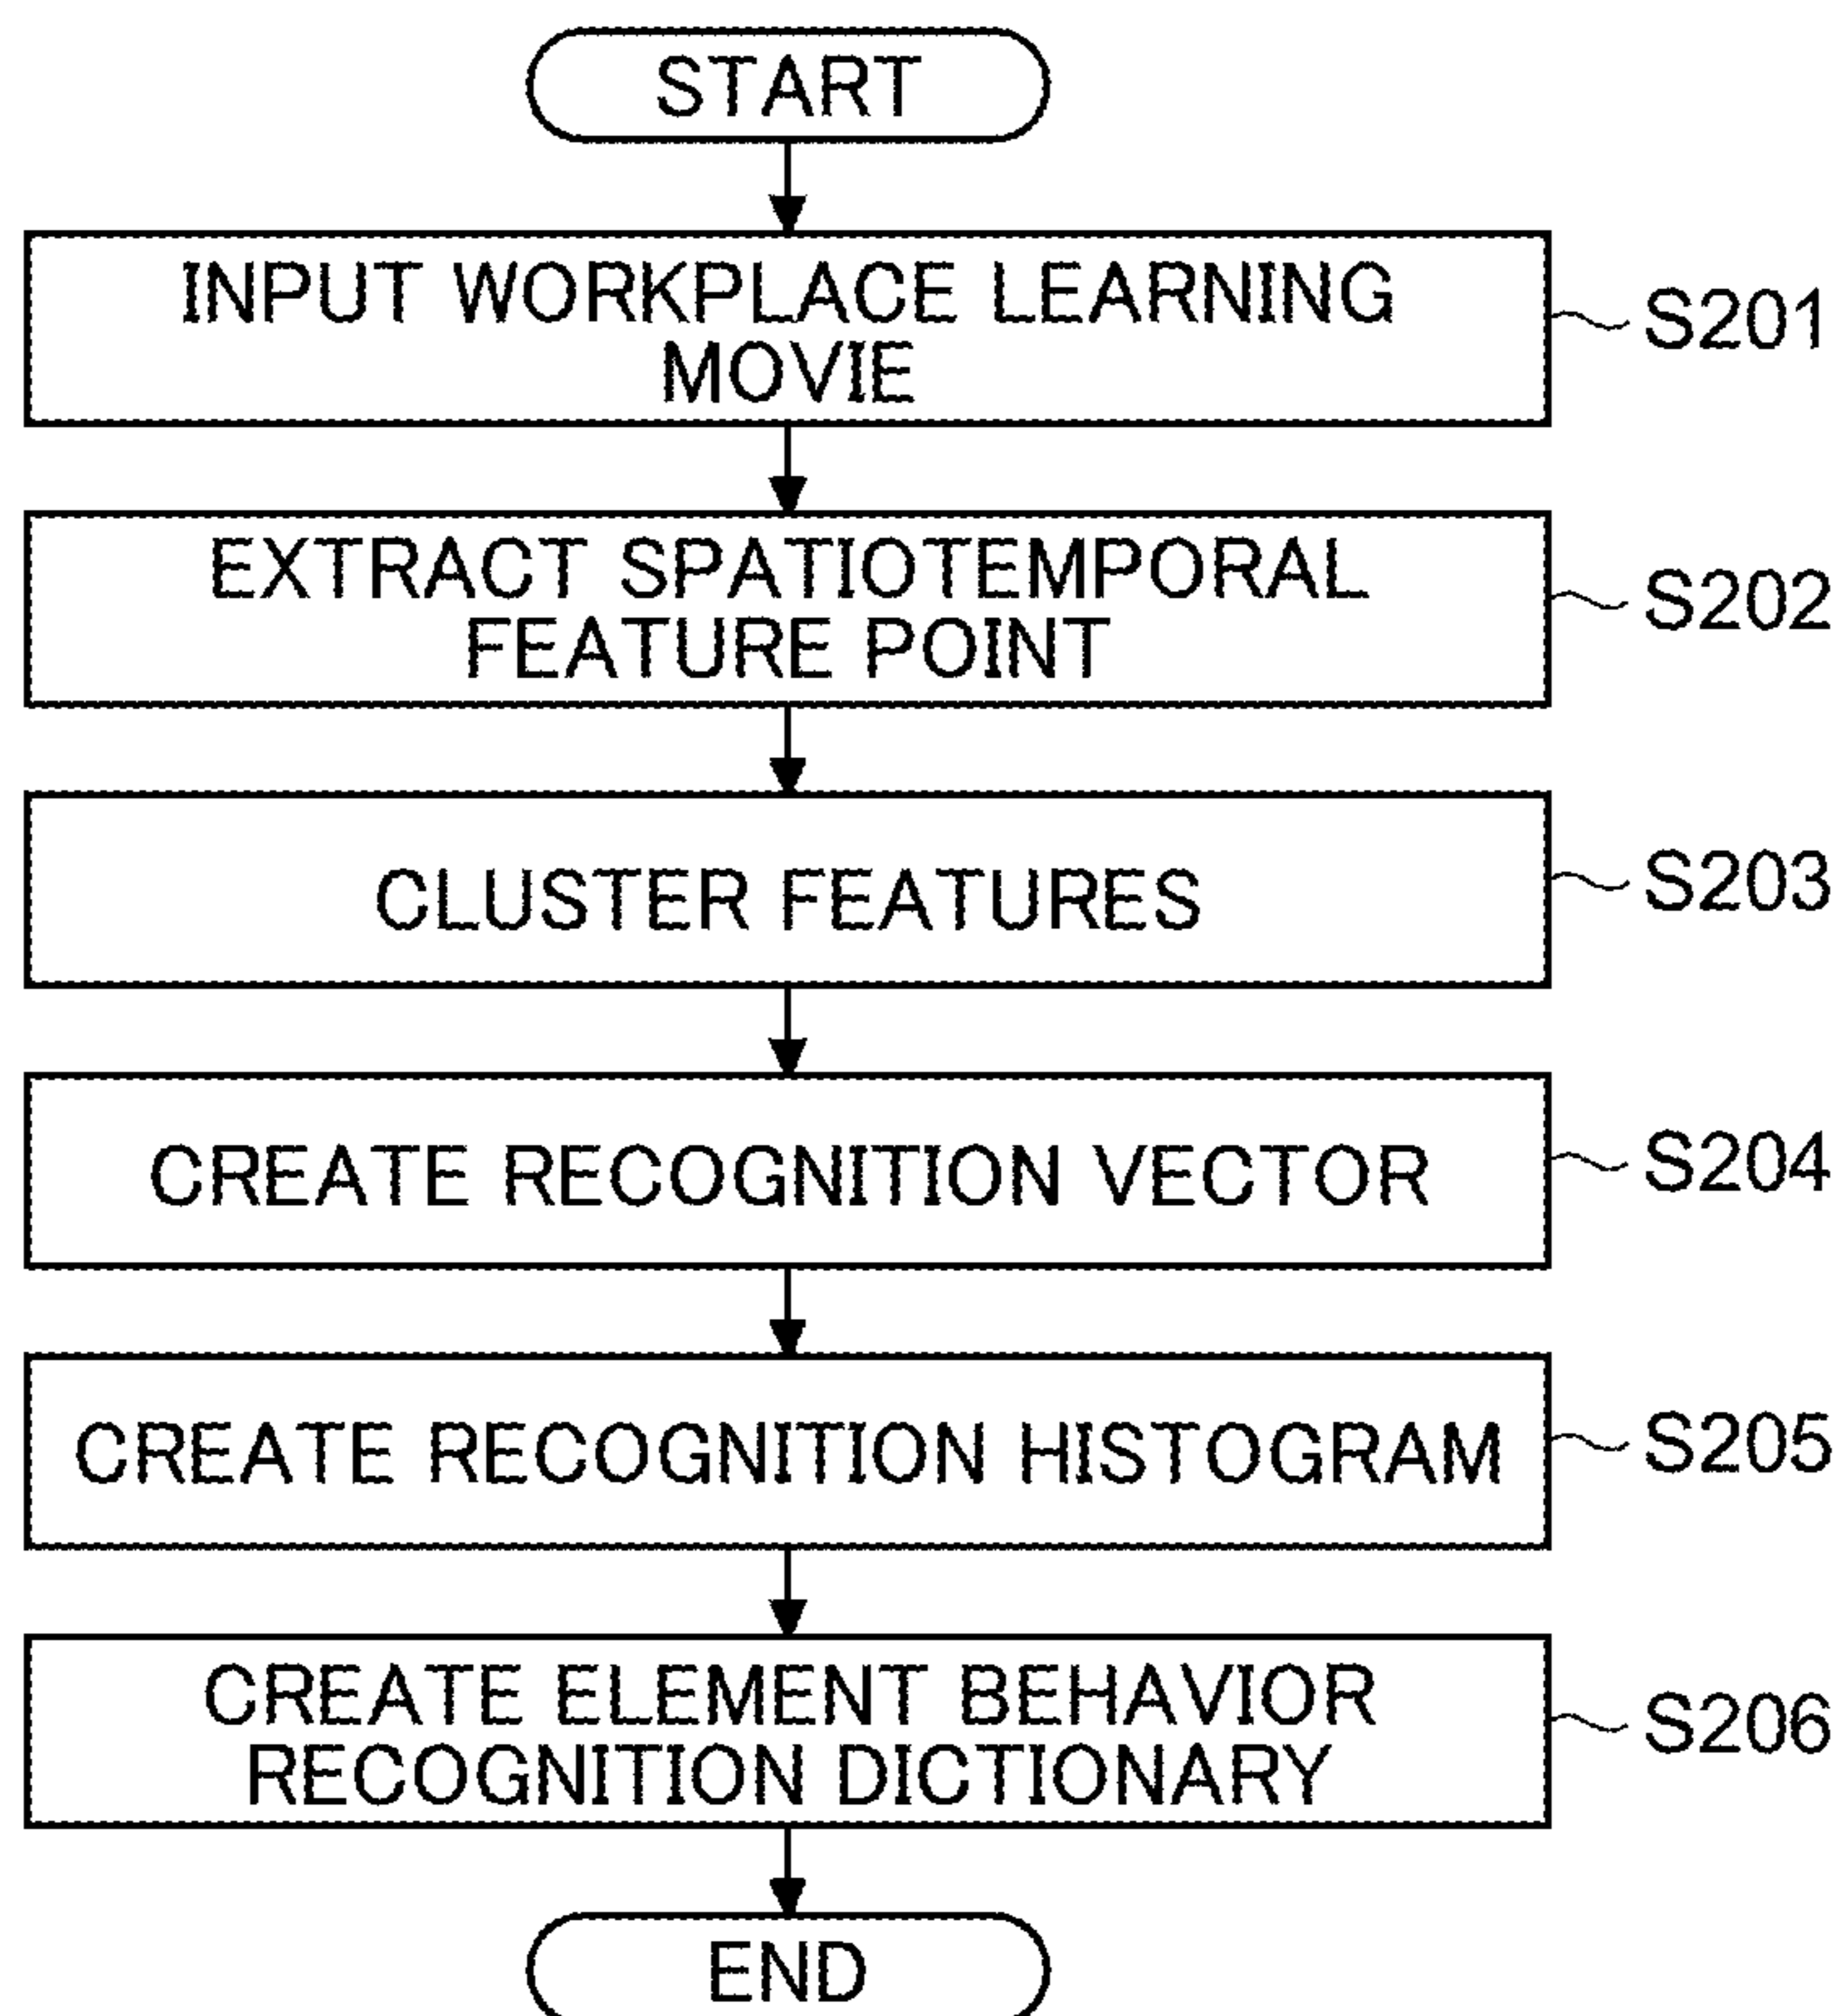 START
INPUT WORKPLACE LEARNING
MOVIE
S201
EXTRACT SPATIOTEMPORAL
FEATURE POINT
S202
CLUSTER FEATURES
S203
CREATE RECOGNITION VECTOR
S204
CREATE RECOGNITION HISTOGRAM
S205
CREATE ELEMENT BEHAVIOR
RECOGNITION DICTIONARY
S206
END